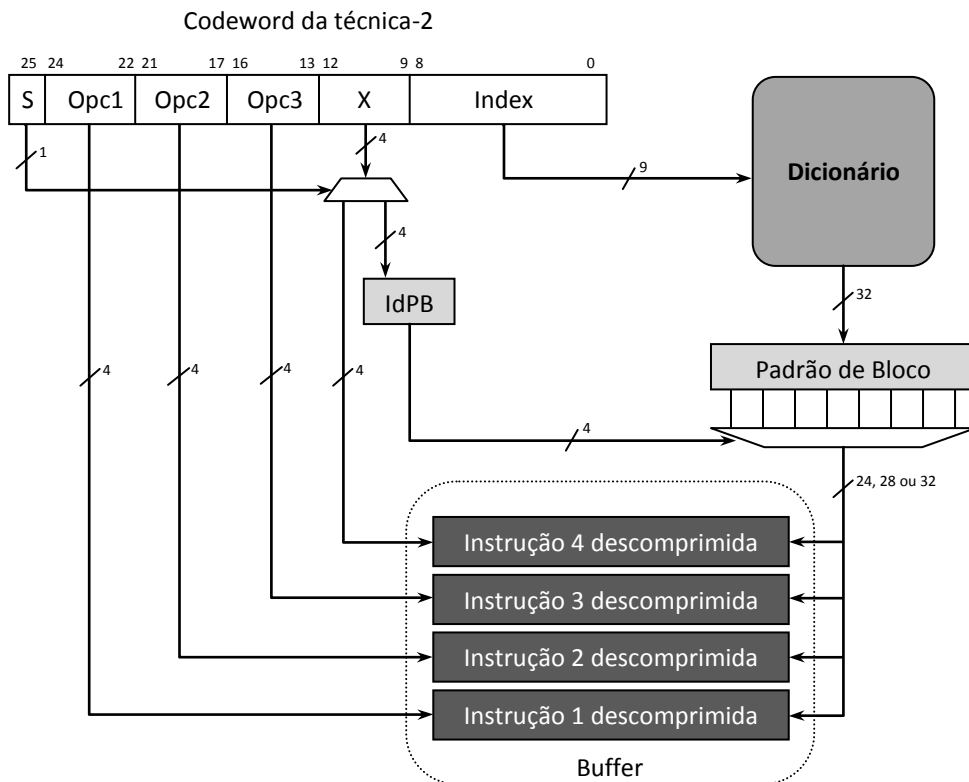 Codeword da técnica-2
25 24 22 21 17 16 13 12 9 8 0
S Opc1 Opc2 Opc3 X Index
1
4
9
Dicionário
4
IdPB
32
Padrão de Bloco
4 4 4 4
4
24, 28 ou 32
Instrução 4 descomprimida
Instrução 3 descomprimida
Instrução 2 descomprimida
Instrução 1 descomprimida
Buffer